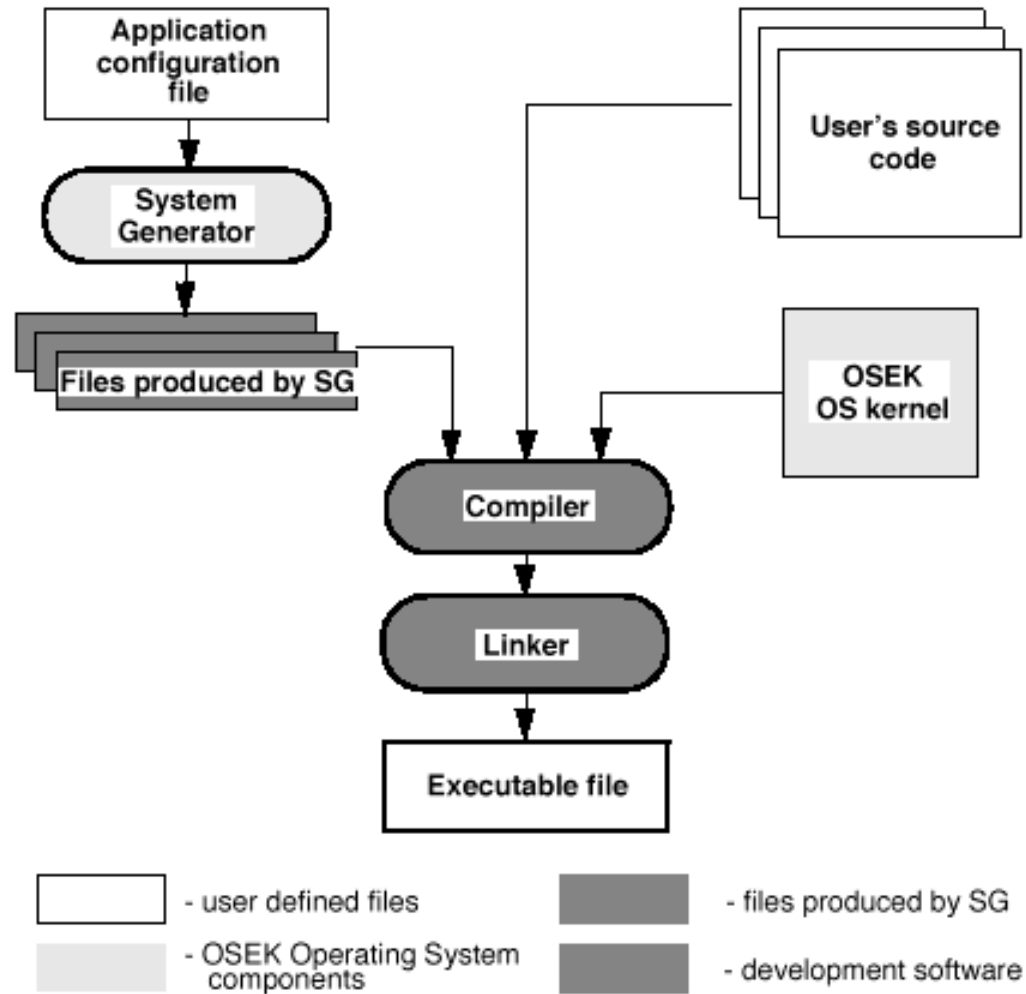 Application
configuration
file
User's source
code
System
Generator
Files produced by SG
OSEK
OS kernel
Compiler
Linker
Executable file
- user defined files
- files produced by SG
- OSEK Operating System
components
- development software